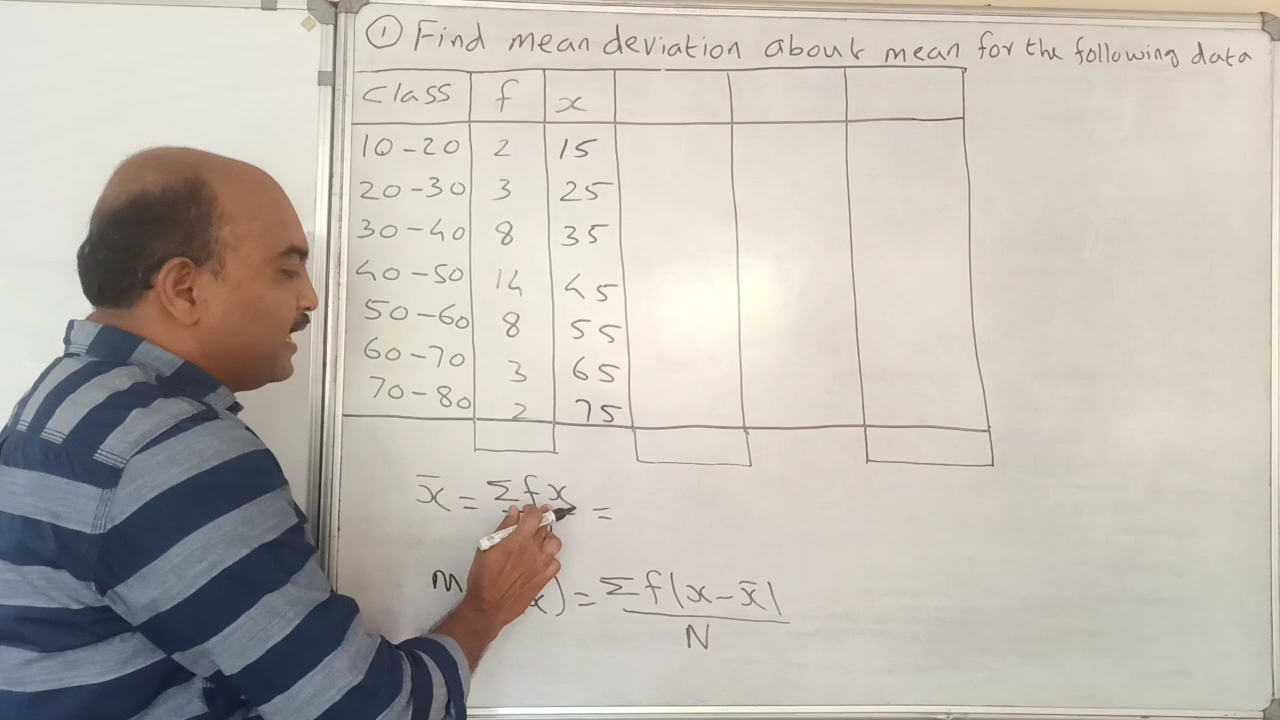 ① Find mean deviation about mean for the following data
Class f x
10-20 2 15
20-30 3 25
30-40 8 35
40-50 14 45
50-60 8 55
60-70 3 65
70-80 2 75
x̄ = Σfx =
M x) = Σf|x-x̄|
N